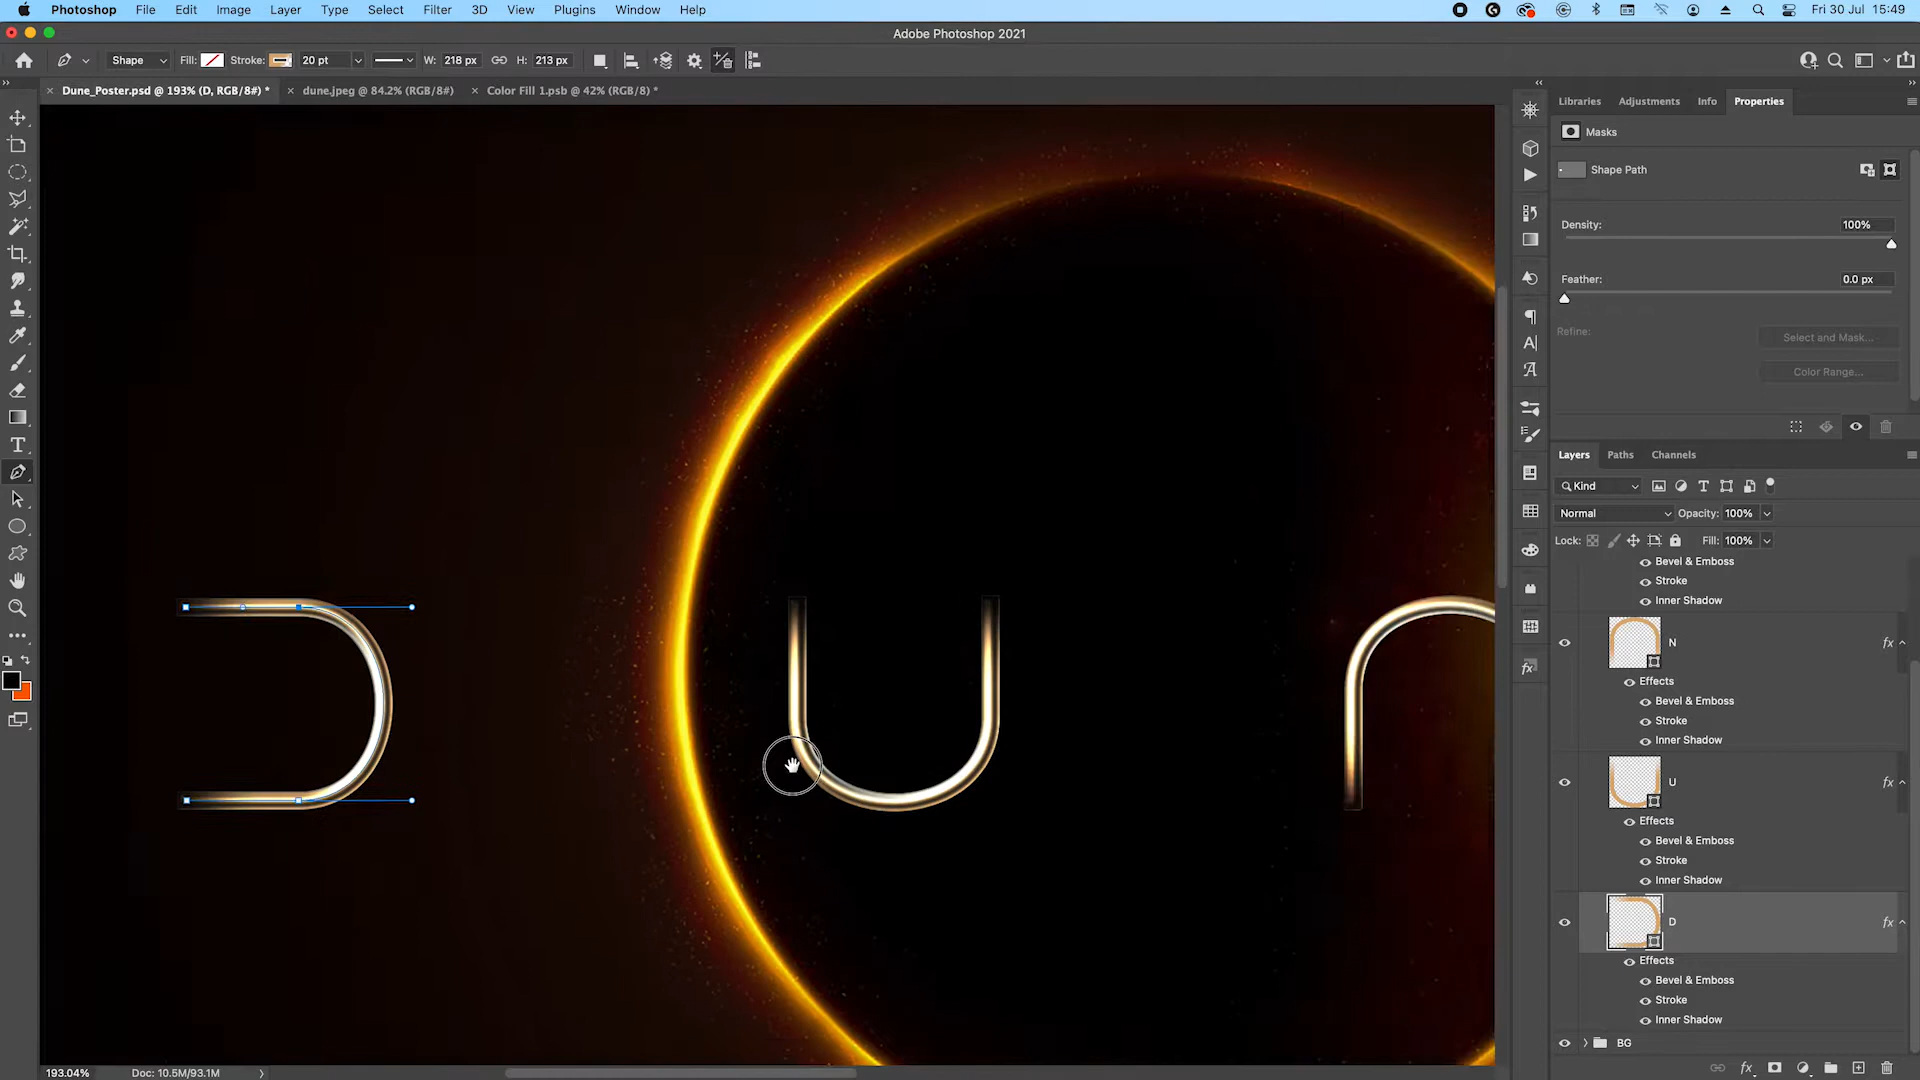 Photoshop File Edit Image Layer Type Select Filter 3D View Plugins Window Help Fri 30 Jul 15:49
Adobe Photoshop 2021
Shape Fill: Stroke: 20 pt W: 218 px H: 213 px
Dune_Poster.psd @ 193% (D, RGB/8#) * dune.jpeg @ 84.2% (RGB/8#) Color Fill 1.psb @ 42% (RGB/8) *
Libraries Adjustments Info Properties
Masks
Shape Path
Density: 100%
Feather: 0.0 px
Refine: Select and Mask...
Color Range...
Layers Paths Channels
Kind
Normal Opacity: 100%
Lock: Fill: 100%
Bevel & Emboss
Stroke
Inner Shadow
N fx
Effects
Bevel & Emboss
Stroke
Inner Shadow
U fx
Effects
Bevel & Emboss
Stroke
Inner Shadow
D fx
Effects
Bevel & Emboss
Stroke
Inner Shadow
BG
fx
193.04% Doc: 10.5M/93.1M